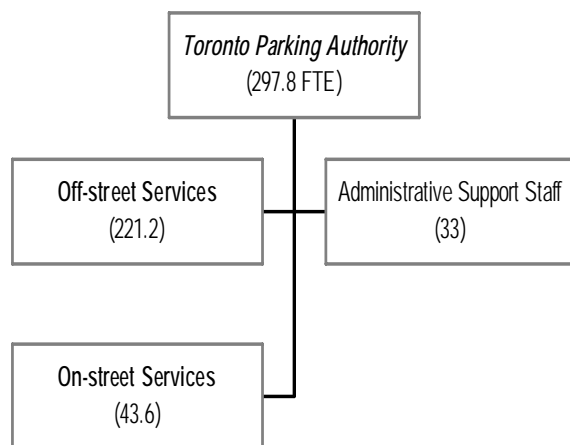 Toronto Parking Authority
(297.8 FTE)
Off-street Services
(221.2)
Administrative Support Staff
(33)
On-street Services
(43.6)